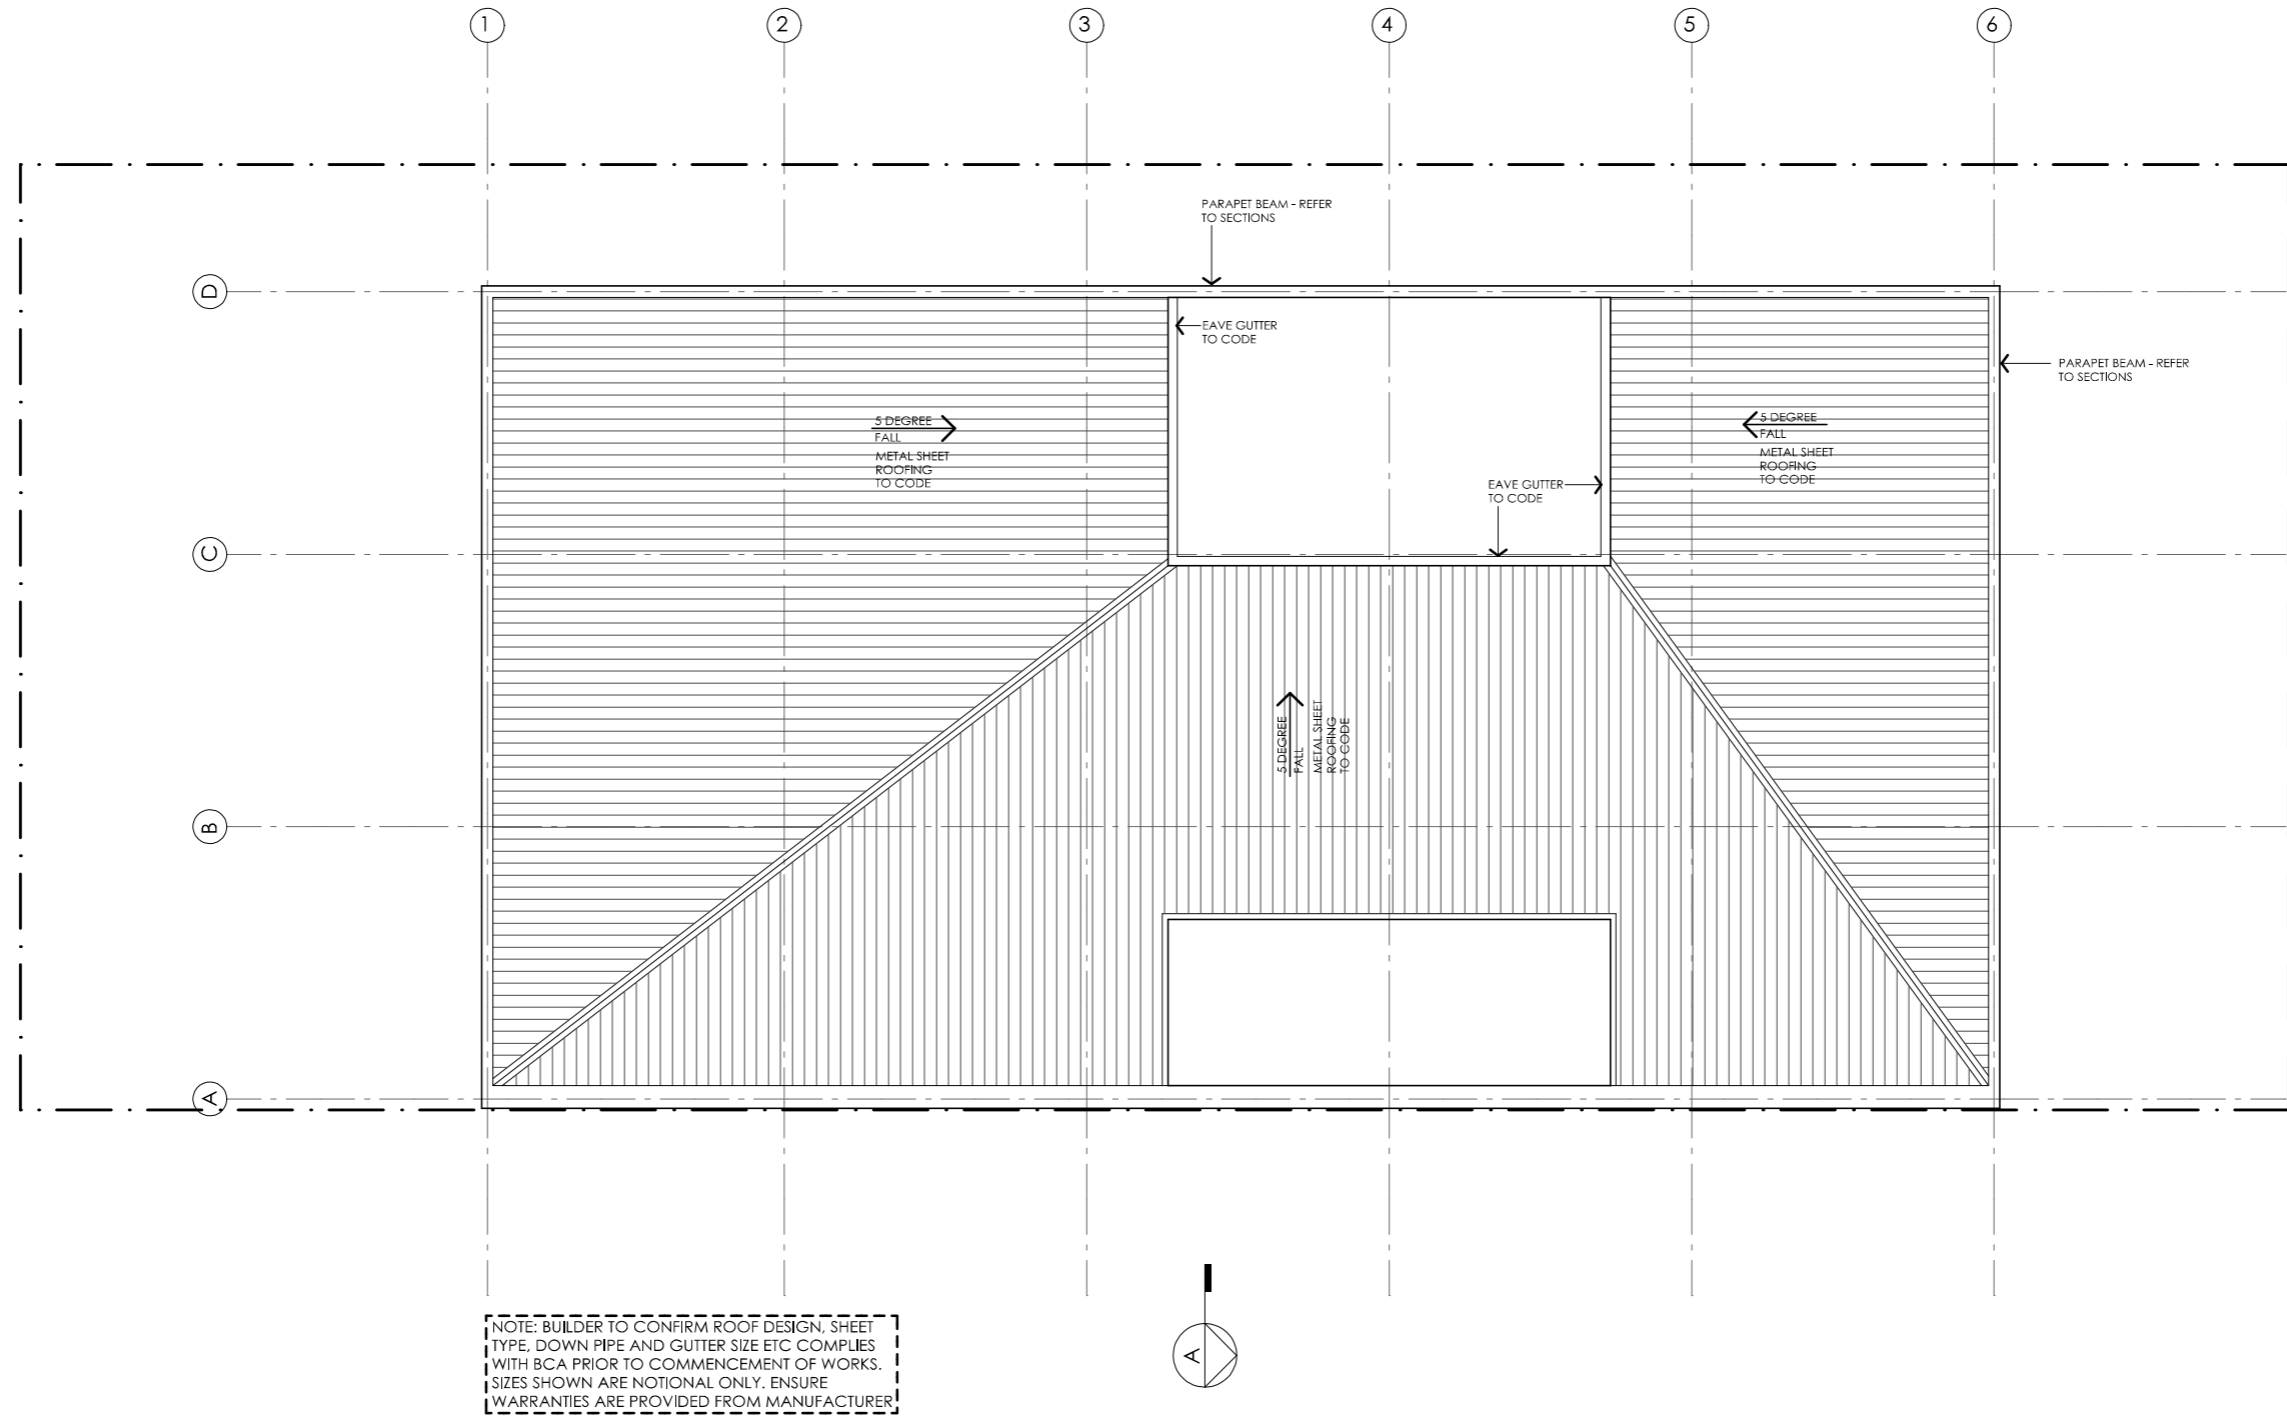 1
2
3
4
5
6
PARAPET BEAM - REFER
TO SECTIONS
D
EAVE GUTTER
TO CODE
PARAPET BEAM - REFER
TO SECTIONS
5 DEGREE
FALL
METAL SHEET
ROOFING
TO CODE
5 DEGREE
FALL
METAL SHEET
ROOFING
TO CODE
EAVE GUTTER
TO CODE
C
5 DEGREE
FALL
METAL SHEET
ROOFING
TO CODE
B
A
NOTE: BUILDER TO CONFIRM ROOF DESIGN, SHEET
TYPE, DOWN PIPE AND GUTTER SIZE ETC COMPLIES
WITH BCA PRIOR TO COMMENCEMENT OF WORKS.
SIZES SHOWN ARE NOTIONAL ONLY. ENSURE
WARRANTIES ARE PROVIDED FROM MANUFACTURER
A